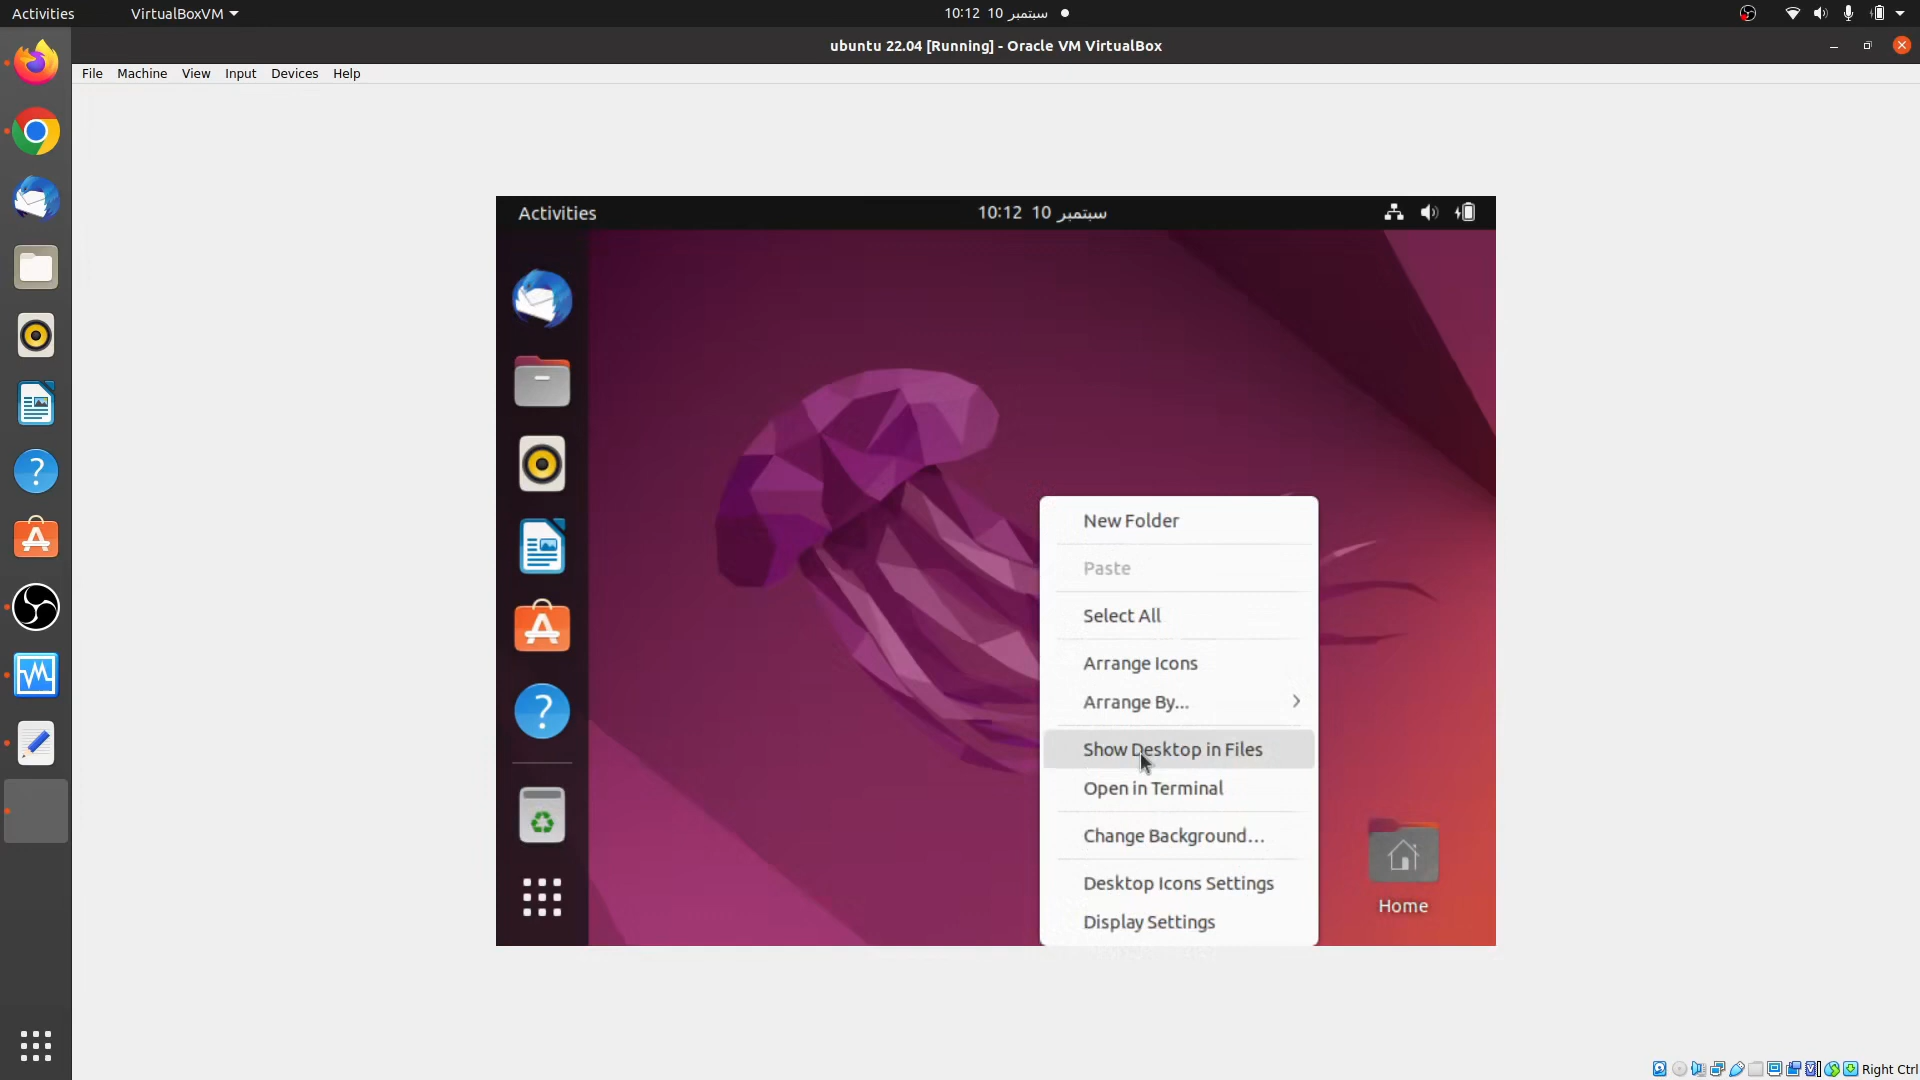 Activities VirtualBoxVM 10:12 10 سبتمبر
ubuntu 22.04 [Running] - Oracle VM VirtualBox
File Machine View Input Devices Help
Activities 10:12 10 سبتمبر
New Folder
Paste
Select All
Arrange Icons
Arrange By...
Show Desktop in Files
Open in Terminal
Change Background...
Desktop Icons Settings
Display Settings
Home
Right Ctrl